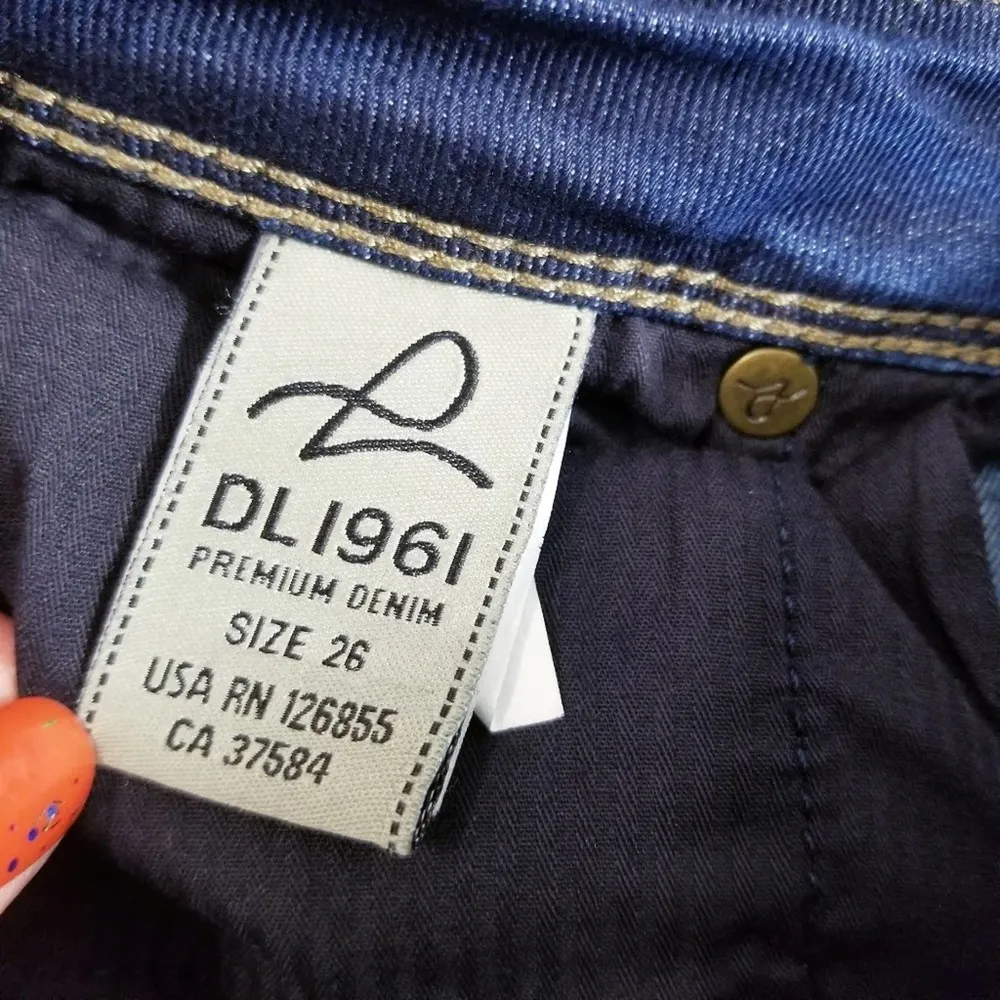 DL1961
PREMIUM DENIM
SIZE 26
USA RN 126855
CA 37584